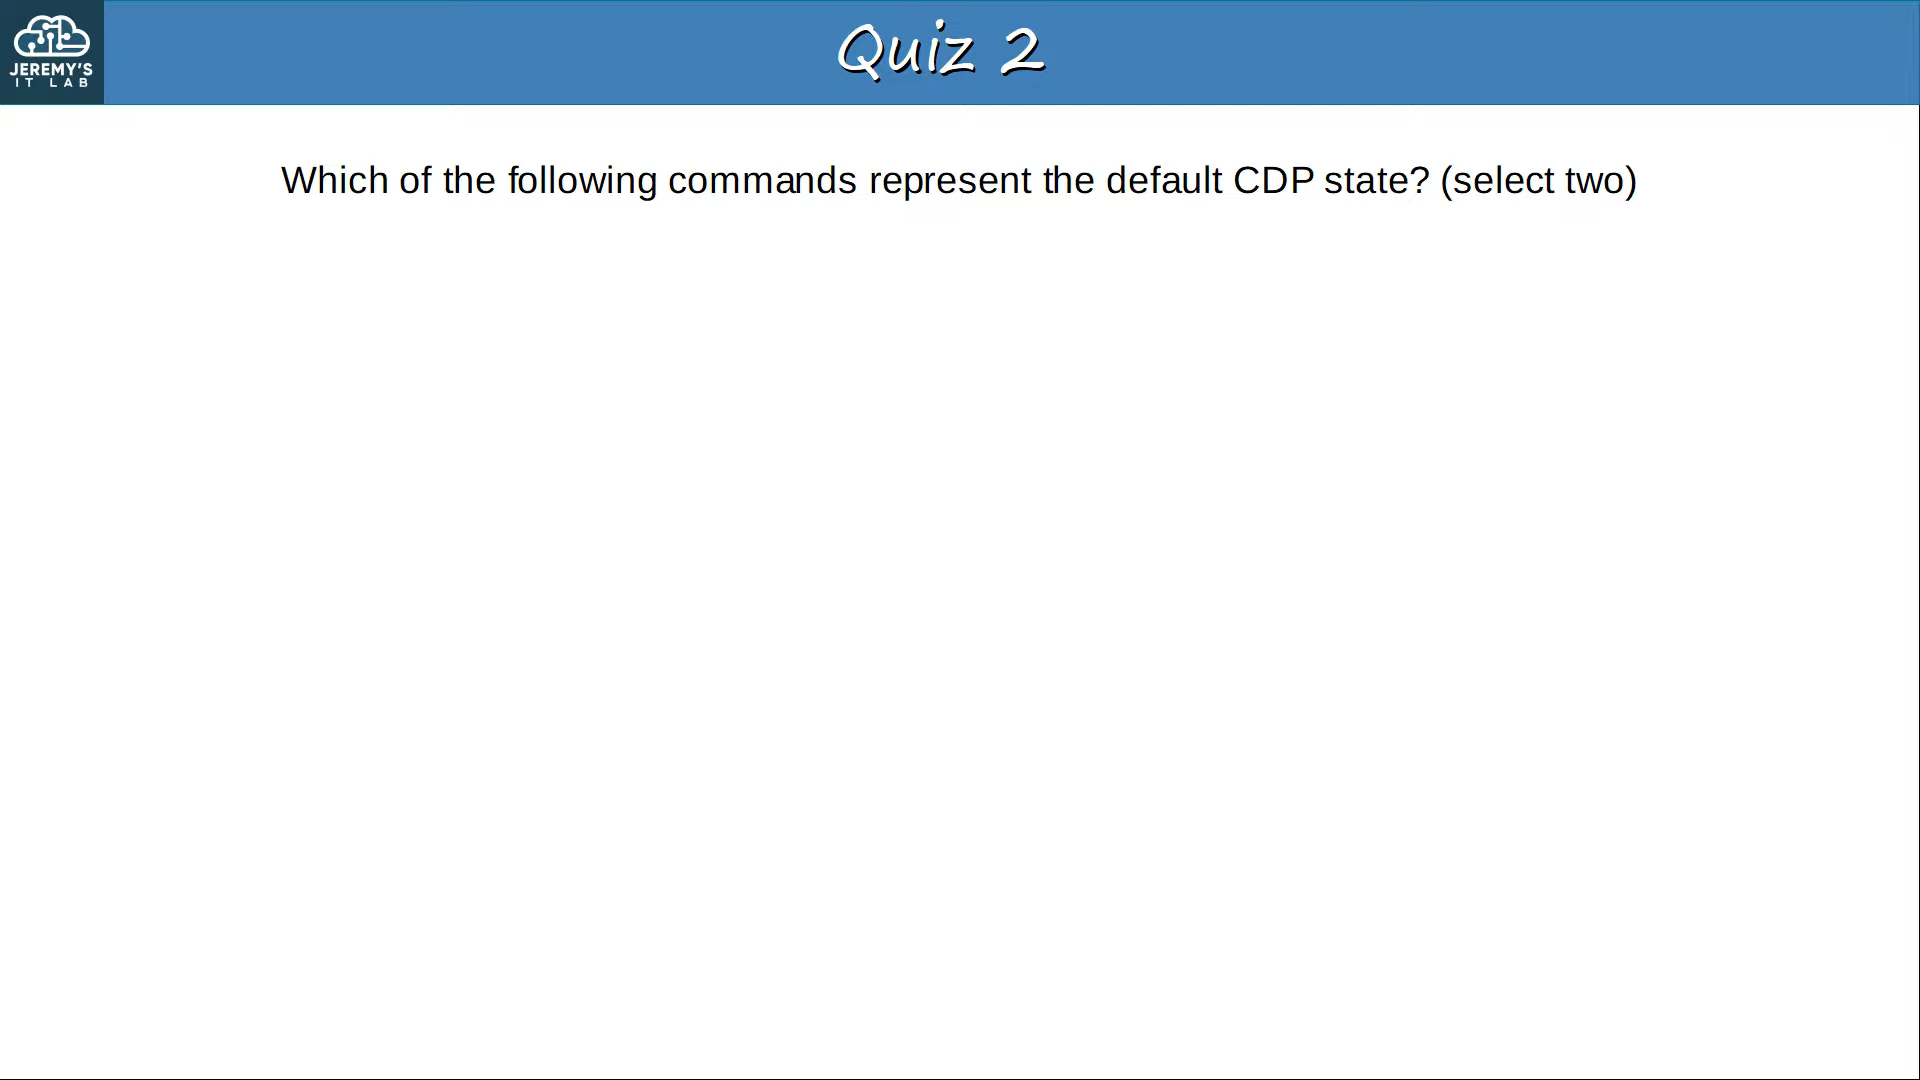 JEREMY'S
IT LAB
Quiz 2
Which of the following commands represent the default CDP state? (select two)